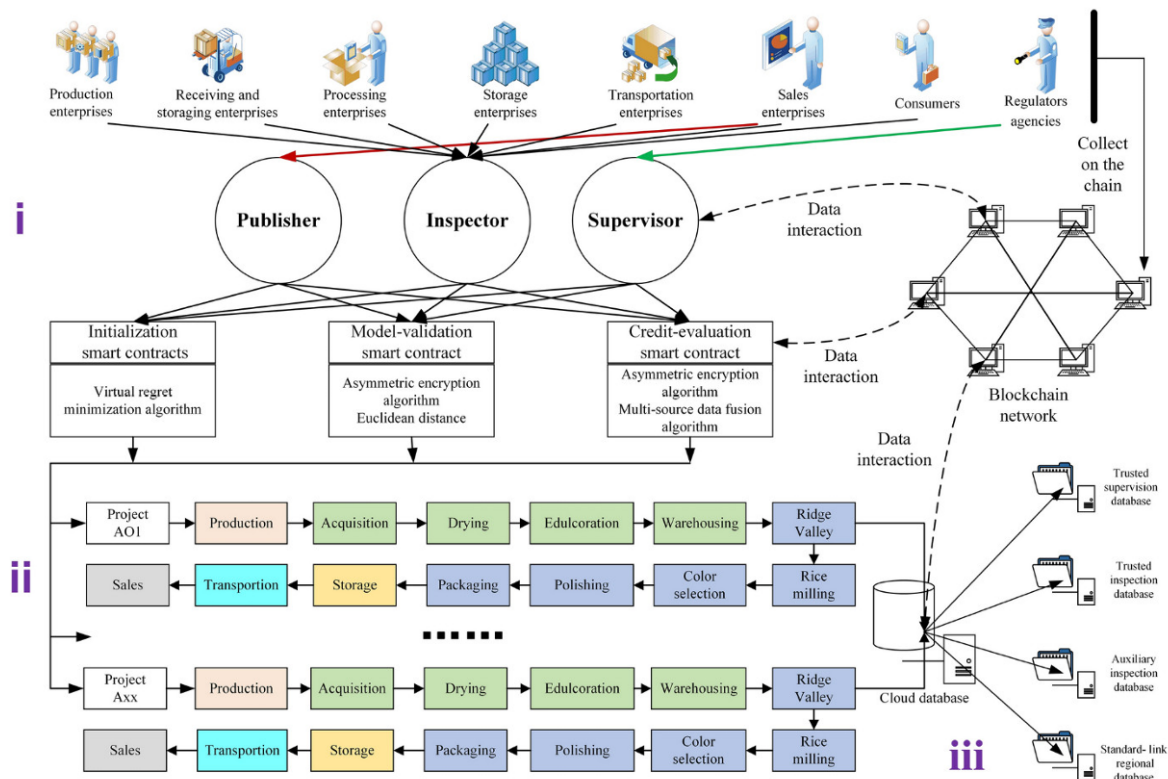 Production
enterprises
Receiving and
storaging enterprises
Processing
enterprises
Storage
enterprises
Transportation
enterprises
Sales
enterprises
Consumers
Regulators
agencies
Collect
on the
chain
i
Publisher
Inspector
Supervisor
Data
interaction
Initialization
smart contracts
Virtual regret
minimization algorithm
Model-validation
smart contract
Asymmetric encryption
algorithm
Euclidean distance
Credit-evaluation
smart contract
Asymmetric encryption
algorithm
Multi-source data fusion
algorithm
Data
interaction
Blockchain
network
Data
interaction
ii
Project
AO1
Production
Acquisition
Drying
Edulcoration
Warehousing
Ridge
Valley
Sales
Transportion
Storage
Packaging
Polishing
Color
selection
Rice
milling
Project
Axx
Production
Acquisition
Drying
Edulcoration
Warehousing
Ridge
Valley
Sales
Transportion
Storage
Packaging
Polishing
Color
selection
Rice
milling
Cloud database
iii
Trusted
supervision
database
Trusted
inspection
database
Auxiliary
inspection
database
Standard- link
regional
database